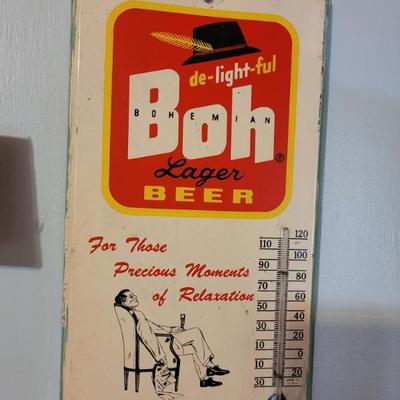 de-light-ful
Boh
BOHEMIAN
®
Lager
BEER
For Those
Precious Moments
of Relaxation
120
110
100
90
80
70
60
50
40
30
20
10
0
10
20
30